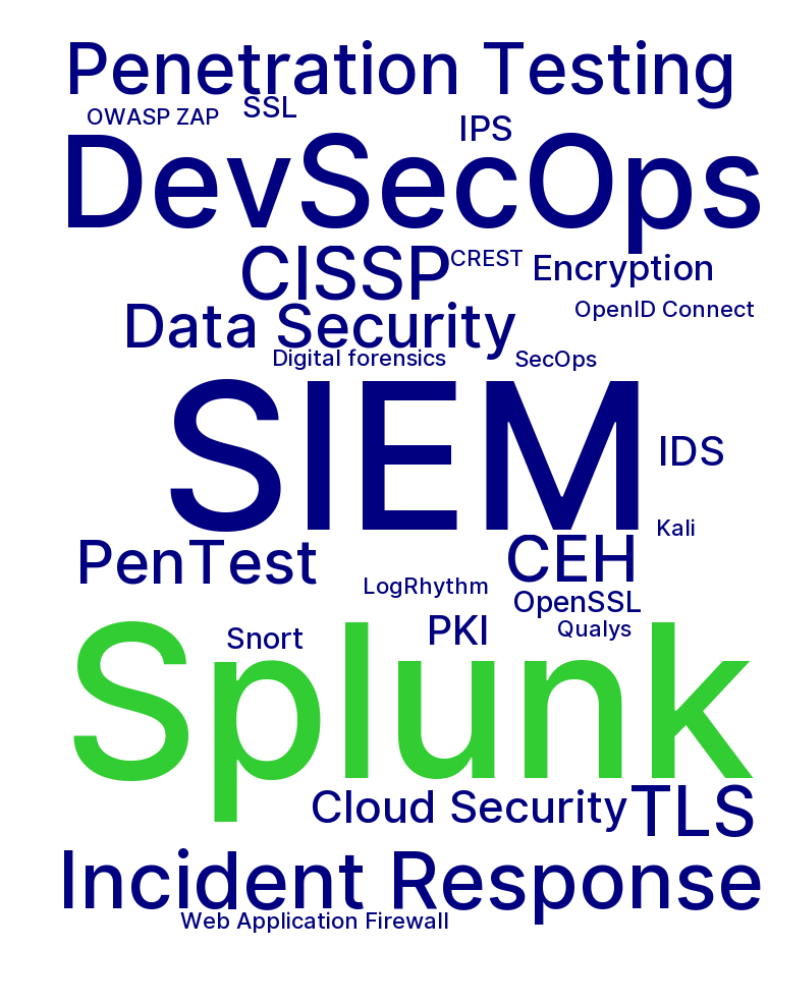 Penetration Testing
OWASP ZAP
SSL
IPS
DevSecOps
CISSP
CREST
Encryption
OpenID Connect
Data Security
Digital forensics
SecOps
SIEM
IDS
Kali
PenTest
CEH
LogRhythm
OpenSSL
Snort
PKI
Qualys
Splunk
Cloud Security
TLS
Incident Response
Web Application Firewall